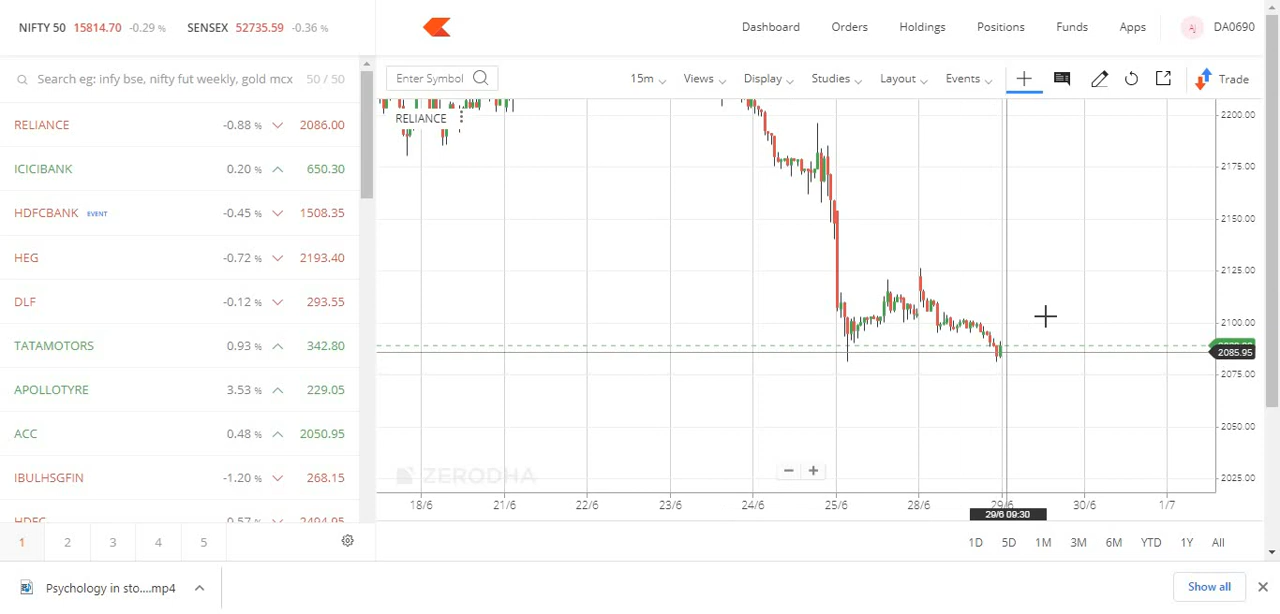 NIFTY 50 15814.70 -0.29 % SENSEX 52735.59 -0.36 %
Dashboard Orders Holdings Positions Funds Apps AJ DA0690
Search eg: infy bse, nifty fut weekly, gold mcx 50 / 50
Enter Symbol 15m Views Display Studies Layout Events Trade
RELIANCE -0.88 % 2086.00
ICICIBANK 0.20 % 650.30
HDFCBANK EVENT -0.45 % 1508.35
HEG -0.72 % 2193.40
DLF -0.12 % 293.55
TATAMOTORS 0.93 % 342.80
APOLLOTYRE 3.53 % 229.05
ACC 0.48 % 2050.95
IBULHSGFIN -1.20 % 268.15
1 2 3 4 5
RELIANCE
2200.00
2175.00
2150.00
2125.00
2100.00
2085.95
2075.00
2050.00
2025.00
ZERODHA
18/6 21/6 22/6 23/6 24/6 25/6 28/6 29/6 30/6 1/7
29/6 09:30
1D 5D 1M 3M 6M YTD 1Y All
Psychology in sto....mp4
Show all